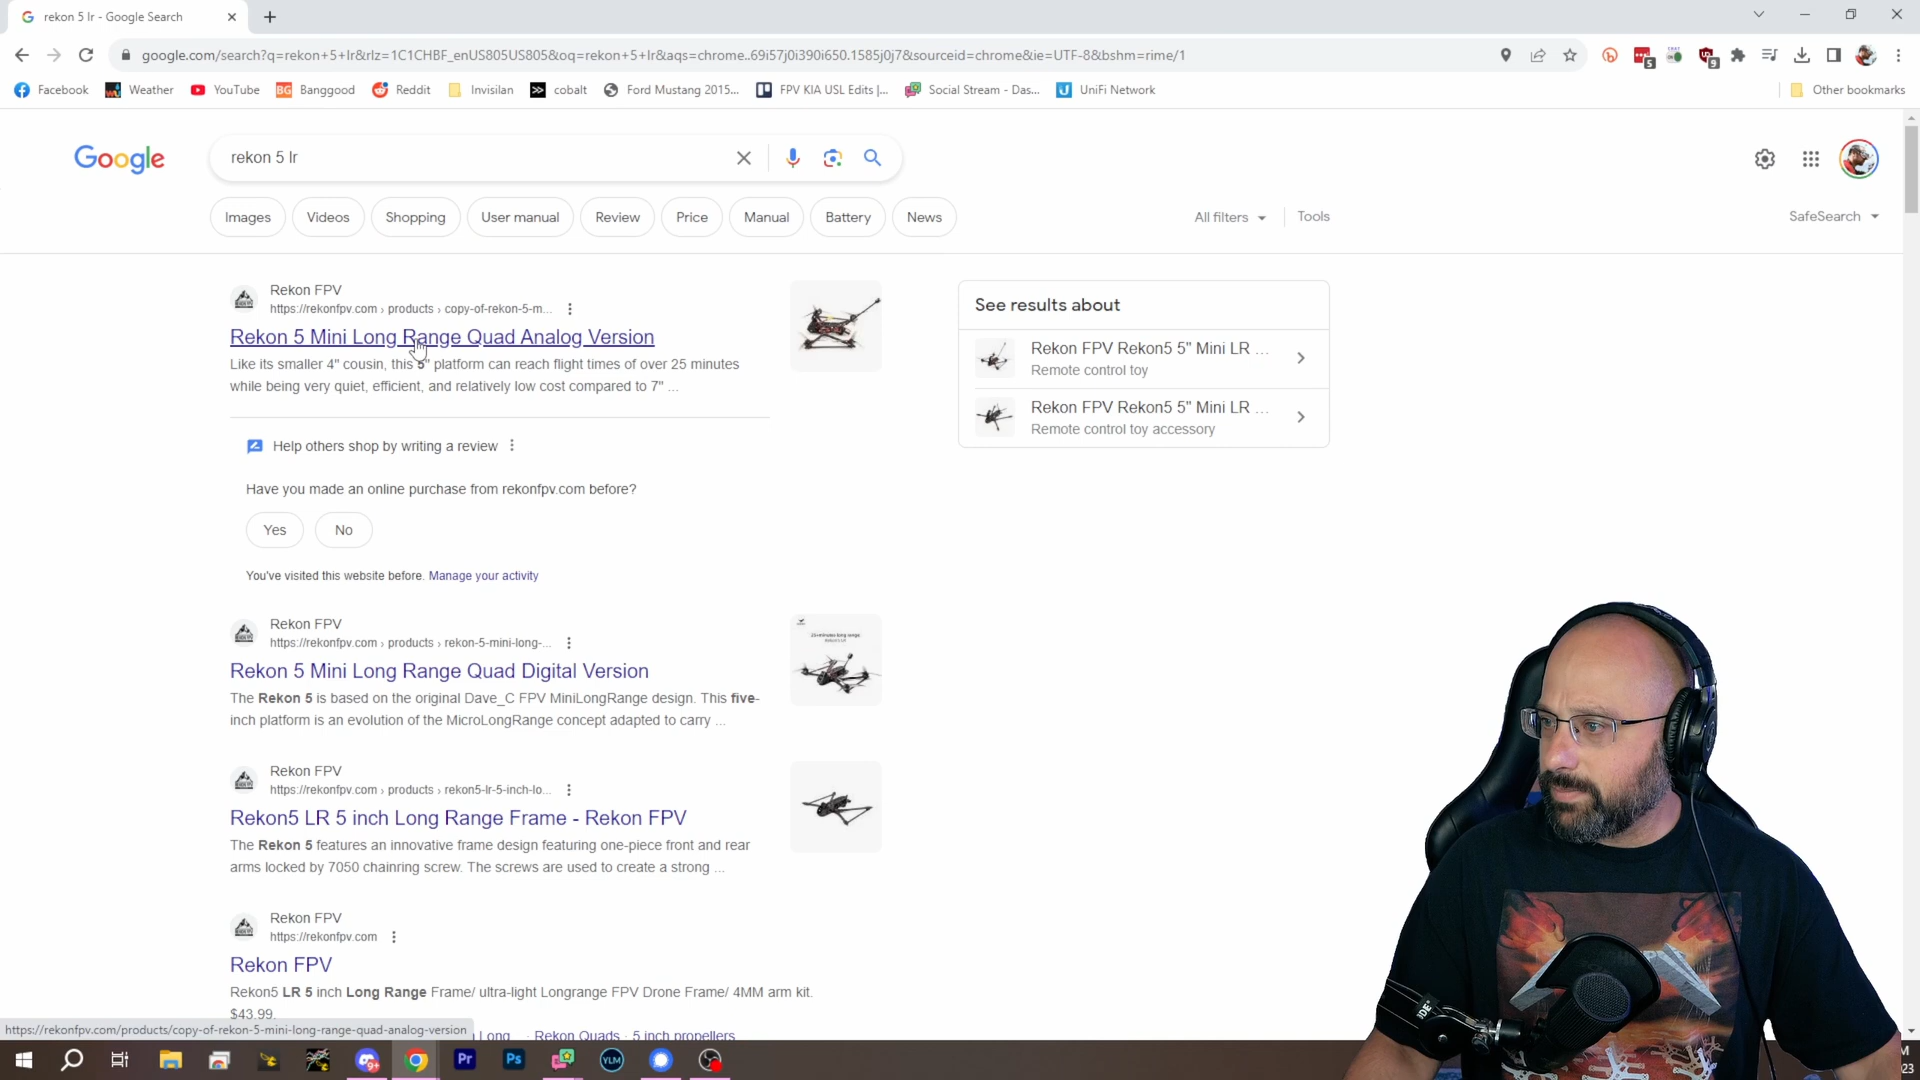 rekon 5 lr - Google Search
google.com/search?q=rekon+5+lr&rlz=1C1CHBF_enUS805US805&oq=rekon+5+lr&aqs=chrome..69i57j0i390i650.1585j0j7&sourceid=chrome&ie=UTF-8&bshm=rime/1
5
9
Facebook Weather YouTube BG Banggood Reddit Invisilan cobalt Ford Mustang 2015... FPV KIA USL Edits |... Social Stream - Das... UniFi Network Other bookmarks
Google
rekon 5 lr
Images Videos Shopping User manual Review Price Manual Battery News All filters Tools SafeSearch
Rekon FPV
https://rekonfpv.com › products › copy-of-rekon-5-m...
Rekon 5 Mini Long Range Quad Analog Version
Like its smaller 4" cousin, this 5" platform can reach flight times of over 25 minutes
while being very quiet, efficient, and relatively low cost compared to 7" ...
See results about
Rekon FPV Rekon5 5" Mini LR ...
Remote control toy
Rekon FPV Rekon5 5" Mini LR ...
Remote control toy accessory
Help others shop by writing a review
Have you made an online purchase from rekonfpv.com before?
Yes No
You've visited this website before. Manage your activity
Rekon FPV
https://rekonfpv.com › products › rekon-5-mini-long-...
Rekon 5 Mini Long Range Quad Digital Version
The Rekon 5 is based on the original Dave_C FPV MiniLongRange design. This five-
inch platform is an evolution of the MicroLongRange concept adapted to carry ...
Rekon FPV
https://rekonfpv.com › products › rekon5-lr-5-inch-lo...
Rekon5 LR 5 inch Long Range Frame - Rekon FPV
The Rekon 5 features an innovative frame design featuring one-piece front and rear
arms locked by 7050 chainring screw. The screws are used to create a strong ...
Rekon FPV
https://rekonfpv.com
Rekon FPV
Rekon5 LR 5 inch Long Range Frame/ ultra-light Longrange FPV Drone Frame/ 4MM arm kit.
$43.99.
Long · Rekon Quads · 5 inch propellers
https://rekonfpv.com/products/copy-of-rekon-5-mini-long-range-quad-analog-version
9+
Pr
Ps
YLM